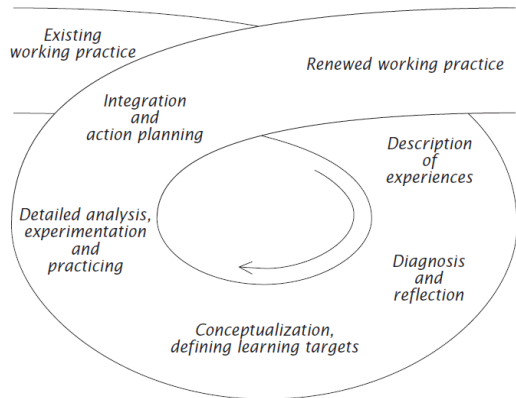 Existing
working practice
Renewed working practice
Integration
and
action planning
Description
of
experiences
Detailed analysis,
experimentation
and
practicing
Diagnosis
and
reflection
Conceptualization,
defining learning targets